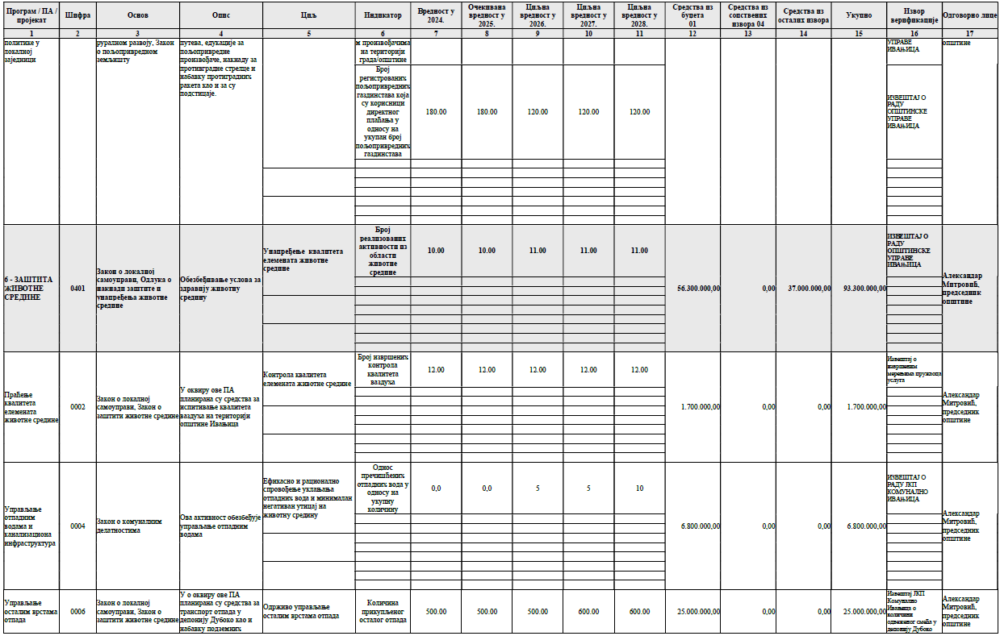 Програм / ПА /
пројекат
Шифра
Основ
Опис
Циљ
Индикатор
Вредност у
2024.
Очекивана
вредност у
2025.
Циљна
вредност у
2026.
Циљна
вредност у
2027.
Циљна
вредност у
2028.
Средства из
буџета
01
Средства из
сопствених
извора 04
Средства из
осталих извора
Укупно
Извор
верификације
Одговорно лице
1
2
3
4
5
6
7
8
9
10
11
12
13
14
15
16
17
политике у
локалној
заједници
руралном развоју, Закон
о пољопривредном
земљишту
путева, едукације за
пољопривредне
произвођаче, накнаду за
противградне стрелце и
набавку протиградних
ракета као и за су
подстицаје.
м произвођачима
на територији
града/општине
УПРАВЕ
ИВАЊИЦА
општине
Број
регистрованих
пољопривредних
газдинстава која
су корисници
директног
плаћања у
односу на
укупан број
пољопривредних
газдинстава
180.00
180.00
120.00
120.00
120.00
ИЗВЕШТАЈ О
РАДУ
ОПШТИНСКЕ
УПРАВЕ
ИВАЊИЦА
6 - ЗАШТИТА
ЖИВОТНЕ
СРЕДИНЕ
0401
Закон о локалној
самоуправи, Одлука о
накнади заштите и
унапређења животне
средине
Обезбеђивање услова за
здравију животну
средину
Унапређење  квалитета
елемената животне
средине
Број
реализованих
активности из
области
животне
средине
10.00
10.00
11.00
11.00
11.00
56.300.000,00
0,00
37.000.000,00
93.300.000,00
ИЗВЕШТАЈ О
РАДУ
ОПШТИНСКЕ
УПРАВЕ
ИВАЊИЦА
Александар
Митровић,
председник
општине
Праћење
квалитета
елемената
животне средине
0002
Закон о локалној
самоуправи, Закон о
заштити животне средине
У оквиру ове ПА
планирана су средства за
испитивање квалитета
ваздуха на територији
општине Ивањица
Контрола квалитета
елемената животне средине
Број извршених
контрола
квалитета
ваздуха
12.00
12.00
12.00
12.00
12.00
1.700.000,00
0,00
0,00
1.700.000,00
Извештај о
извршеним
мерењима пружаоца
услуга
Александар
Митровић,
председник
општине
Управљање
отпадним
водама и
канализациона
инфраструктура
0004
Закон о комуналним
делатностима
Ова активност обезбеђује
управљање отпадним
водама
Ефикасно и рационално
спровођење уклањања
отпадних вода и минималан
негативан утицај на
животну средину
Однос
пречишћених
отпадних вода у
односу на
укупну
количину
0,0
0,0
5
5
10
6.800.000,00
0,00
0,00
6.800.000,00
ИЗВЕШТАЈ О
РАДУ ЈКП
КОМУНАЛНО
ИВАЊИЦА
Александар
Митровић,
председник
општине
Управљање
осталим врстама
отпада
0006
Закон о локалној
самоуправи, Закон о
заштити животне средине
У о оквиру ове ПА
планирана су средства за
транспорт отпада у
депонију Дубоко као и
набавку подземних
Одрживо управљање
осталим врстама отпада
Количина
прикупљеног
осталог отпада
500.00
500.00
500.00
600.00
600.00
25.000.000,00
0,00
0,00
25.000.000,00
Извештај ЈКП
Комунално
Ивањица о
количини
одвеженог смећа у
депонију Дубоко
Александар
Митровић,
председник
општине